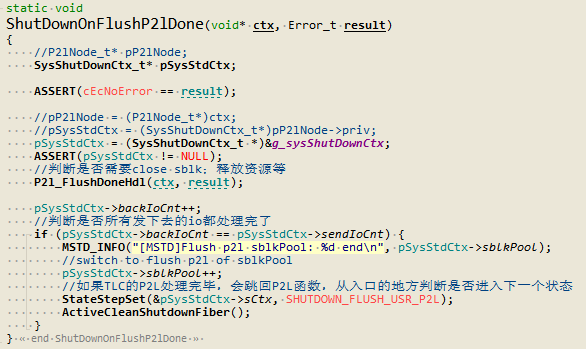 static void
ShutDownOnFlushP2lDone(void* ctx, Error_t result)
{
//P2lNode_t* pP2lNode;
SysShutDownCtx_t* pSysStdCtx;
ASSERT(cEcNoError == result);
//pP2lNode = (P2lNode_t*)ctx;
//pSysStdCtx = (SysShutDownCtx_t*)pP2lNode->priv;
pSysStdCtx = (SysShutDownCtx_t *)&g_sysShutDownCtx;
ASSERT(pSysStdCtx != NULL);
//判断是否需要close sblk；释放资源等
P2l_FlushDoneHdl(ctx, result);
pSysStdCtx->backIoCnt++;
//判断是否所有发下去的io都处理完了
if (pSysStdCtx->backIoCnt == pSysStdCtx->sendIoCnt) {
MSTD_INFO("[MSTD]Flush p2l sblkPool: %d end\n", pSysStdCtx->sblkPool);
//switch to flush p2l of sblkPool
pSysStdCtx->sblkPool++;
//如果TLC的P2L处理完毕，会跳回P2L函数，从入口的地方判断是否进入下一个状态
StateStepSet(&pSysStdCtx->sCtx, SHUTDOWN_FLUSH_USR_P2L);
ActiveCleanShutdownFiber();
}
} « end ShutDownOnFlushP2lDone »